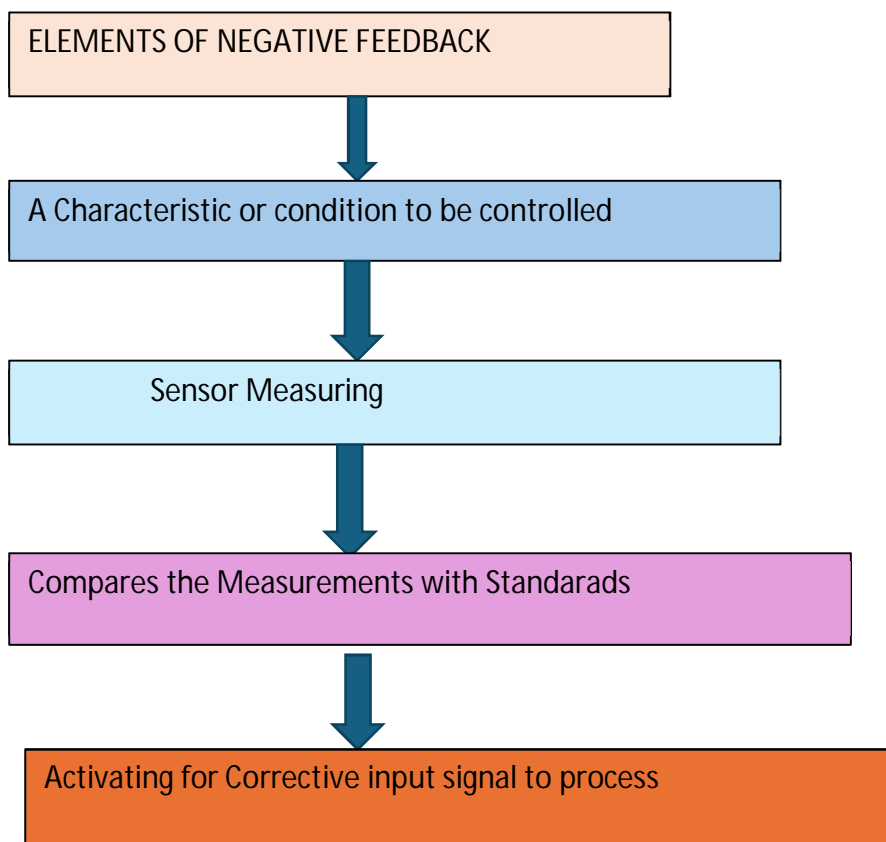 ELEMENTS OF NEGATIVE FEEDBACK
A Characteristic or condition to be controlled
Sensor Measuring
Compares the Measurements with Standarads
Activating for Corrective input signal to process